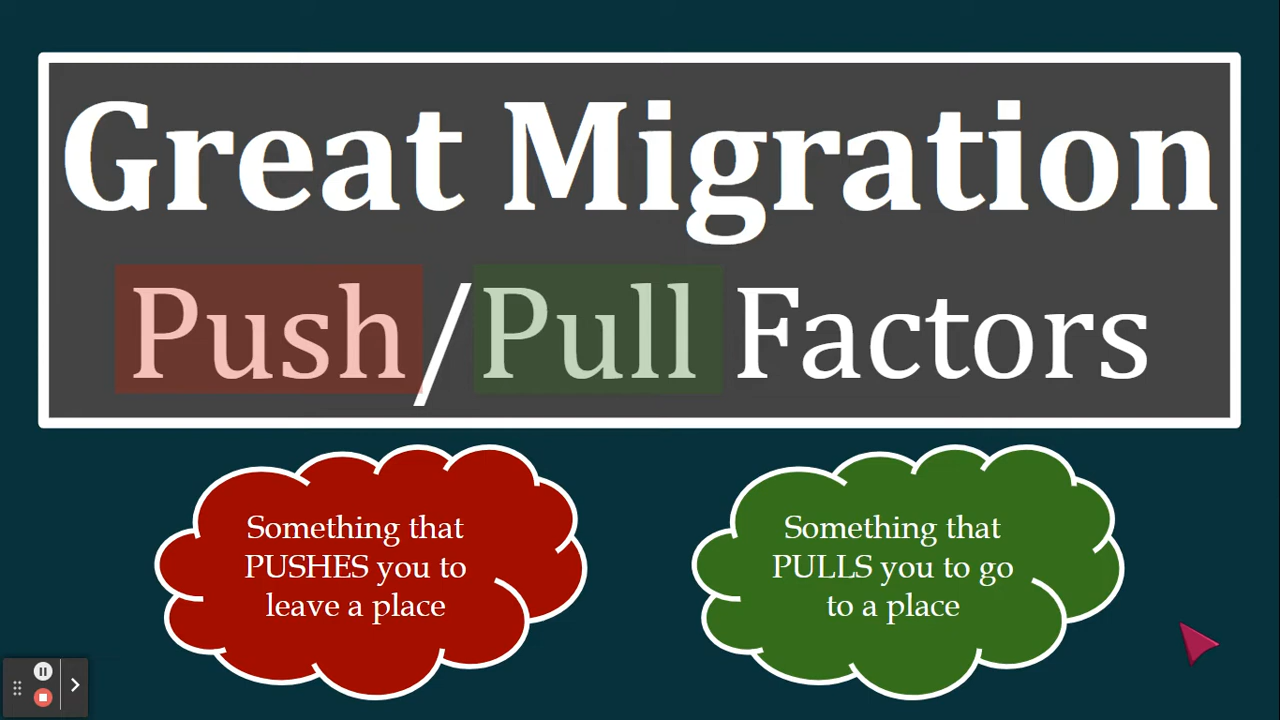 Great Migration
Push/Pull Factors
Something that
PUSHES you to
leave a place
Something that
PULLS you to go
to a place